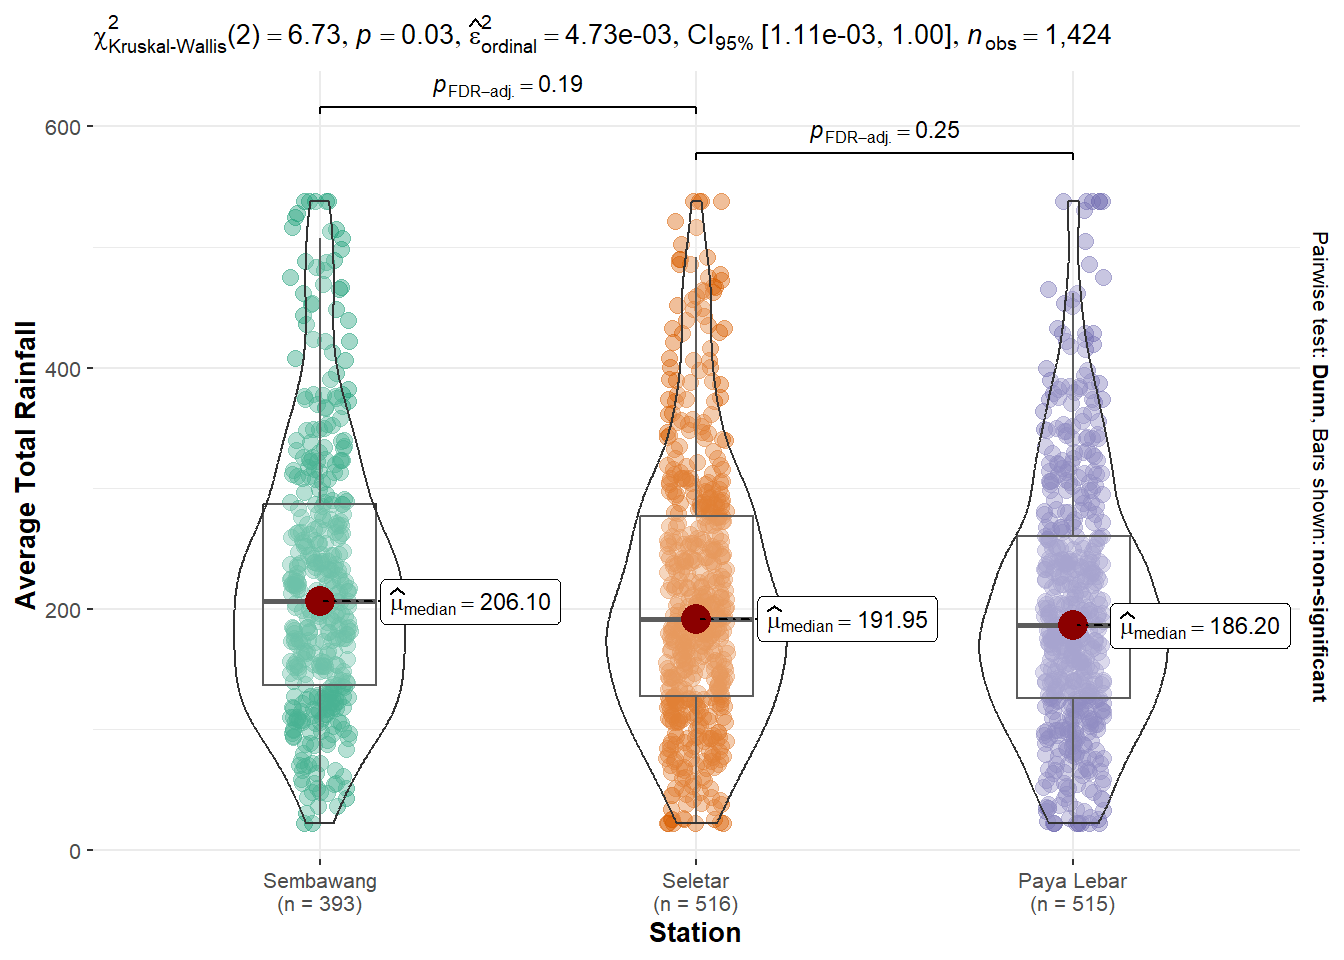 χ²Kruskal-Wallis(2) = 6.73, p = 0.03, ε̂²ordinal = 4.73e-03, CI95% [1.11e-03, 1.00], nobs = 1,424
pFDR−adj. = 0.19
pFDR−adj. = 0.25
600
400
200
0
Average Total Rainfall
μ̂median = 206.10
μ̂median = 191.95
μ̂median = 186.20
Pairwise test: Dunn, Bars shown: non-significant
Sembawang
(n = 393)
Seletar
(n = 516)
Paya Lebar
(n = 515)
Station